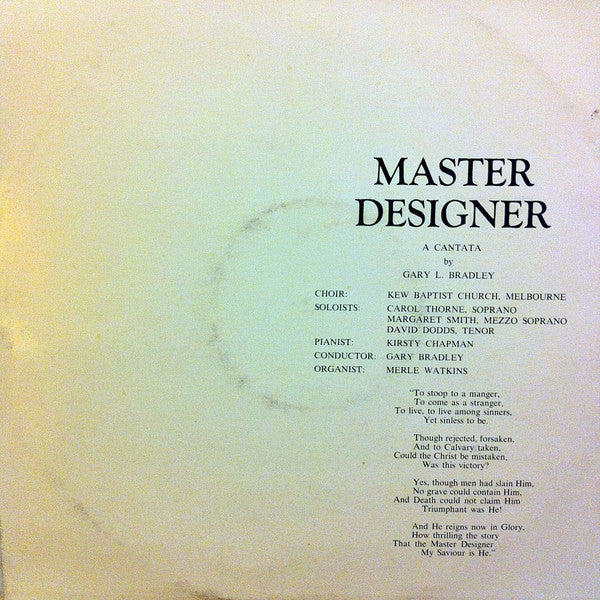 MASTER
DESIGNER
A CANTATA
by
GARY L. BRADLEY
CHOIR: KEW BAPTIST CHURCH, MELBOURNE
SOLOISTS: CAROL THORNE, SOPRANO
MARGARET SMITH, MEZZO SOPRANO
DAVID DODDS, TENOR
PIANIST: KIRSTY CHAPMAN
CONDUCTOR: GARY BRADLEY
ORGANIST: MERLE WATKINS
"To stoop to a manger,
To come as a stranger,
To live, to live among sinners,
Yet sinless to be.
Though rejected, forsaken,
And to Calvary taken,
Could the Christ be mistaken,
Was this victory?
Yes, though men had slain Him,
No grave could contain Him,
And Death could not claim Him
Triumphant was He!
And He reigns now in Glory,
How thrilling the story
That the Master Designer
My Saviour is He."